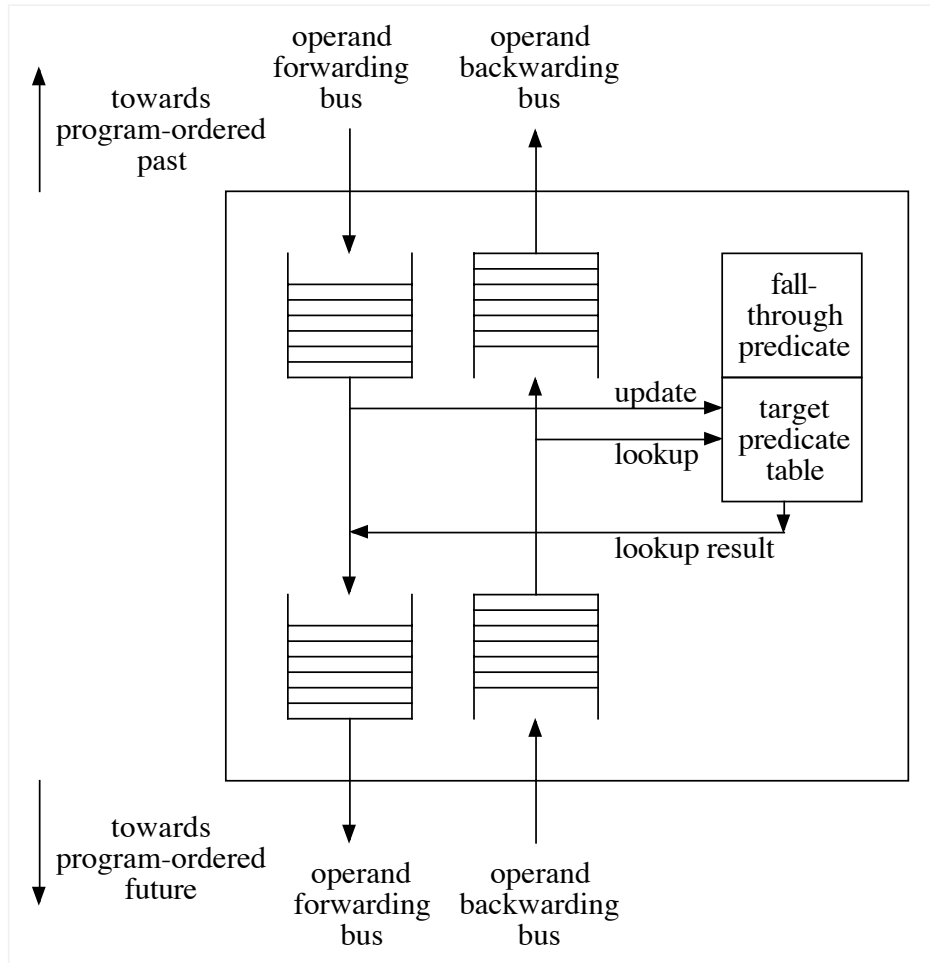 operand
forwarding
bus
operand
backwarding
bus
towards
program-ordered
past
fall-
through
predicate
update
target
predicate
table
lookup
lookup result
towards
program-ordered
future
operand
forwarding
bus
operand
backwarding
bus